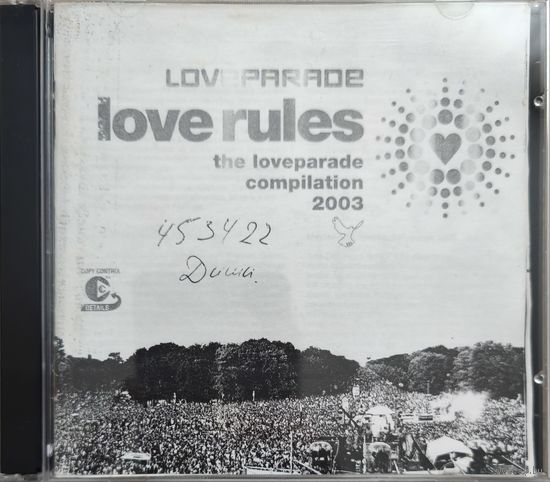 LOVEPARADE
love rules
the loveparade
compilation
2003
453422
COPY CONTROL
DETAILS